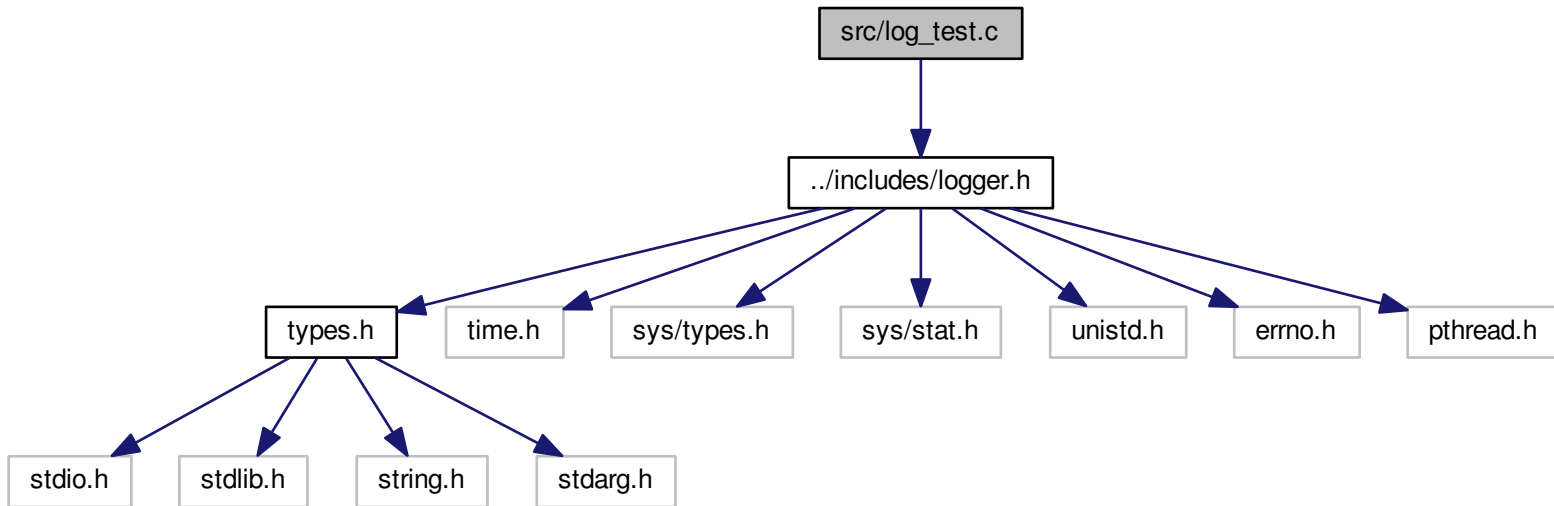 src/log_test.c
../includes/logger.h
types.h
time.h
sys/types.h
sys/stat.h
unistd.h
errno.h
pthread.h
stdio.h
stdlib.h
string.h
stdarg.h